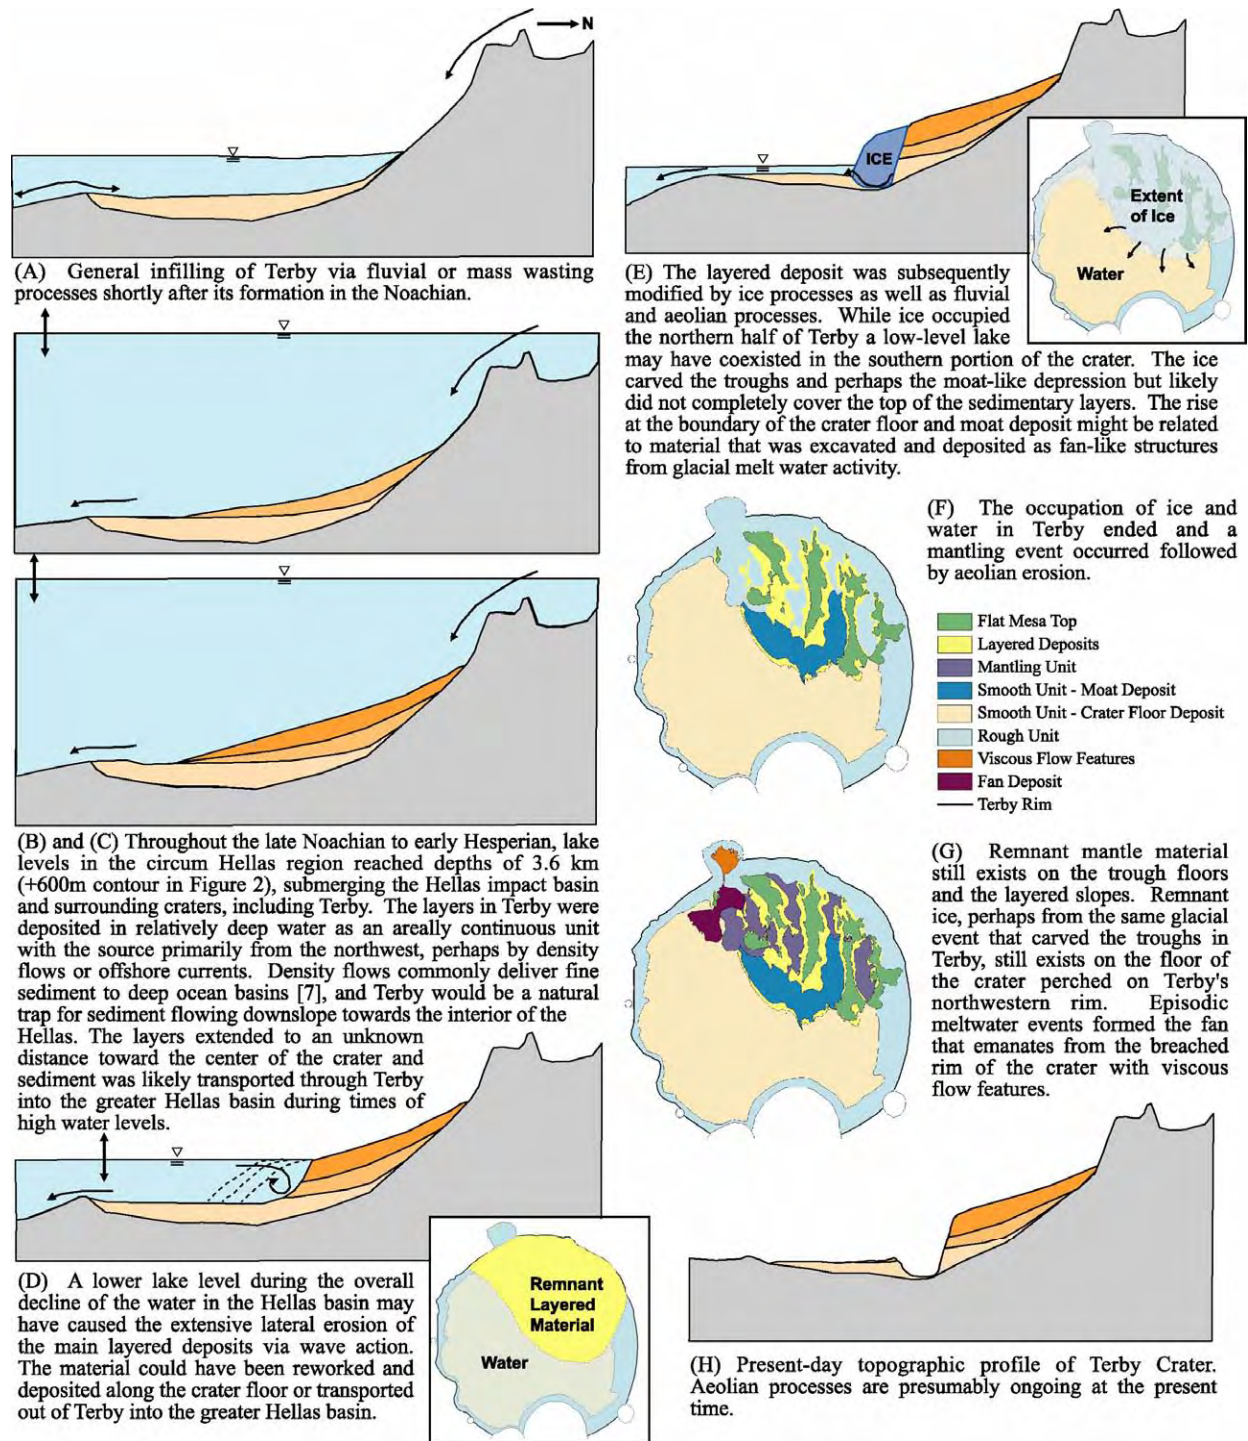 N
(A) General infilling of Terby via fluvial or mass wasting
processes shortly after its formation in the Noachian.
(B) and (C) Throughout the late Noachian to early Hesperian, lake
levels in the circum Hellas region reached depths of 3.6 km
(+600m contour in Figure 2), submerging the Hellas impact basin
and surrounding craters, including Terby. The layers in Terby were
deposited in relatively deep water as an areally continuous unit
with the source primarily from the northwest, perhaps by density
flows or offshore currents. Density flows commonly deliver fine
sediment to deep ocean basins [7], and Terby would be a natural
trap for sediment flowing downslope towards the interior of the
Hellas. The layers extended to an unknown
distance toward the center of the crater and
sediment was likely transported through Terby
into the greater Hellas basin during times of
high water levels.
(D) A lower lake level during the overall
decline of the water in the Hellas basin may
have caused the extensive lateral erosion of
the main layered deposits via wave action.
The material could have been reworked and
deposited along the crater floor or transported
out of Terby into the greater Hellas basin.
Remnant
Layered
Material
Water
ICE
Extent
of Ice
Water
(E) The layered deposit was subsequently
modified by ice processes as well as fluvial
and aeolian processes. While ice occupied
the northern half of Terby a low-level lake
may have coexisted in the southern portion of the crater. The ice
carved the troughs and perhaps the moat-like depression but likely
did not completely cover the top of the sedimentary layers. The rise
at the boundary of the crater floor and moat deposit might be related
to material that was excavated and deposited as fan-like structures
from glacial melt water activity.
(F) The occupation of ice and
water in Terby ended and a
mantling event occurred followed
by aeolian erosion.
Flat Mesa Top
Layered Deposits
Mantling Unit
Smooth Unit - Moat Deposit
Smooth Unit - Crater Floor Deposit
Rough Unit
Viscous Flow Features
Fan Deposit
Terby Rim
(G) Remnant mantle material
still exists on the trough floors
and the layered slopes. Remnant
ice, perhaps from the same glacial
event that carved the troughs in
Terby, still exists on the floor of
the crater perched on Terby's
northwestern rim. Episodic
meltwater events formed the fan
that emanates from the breached
rim of the crater with viscous
flow features.
(H) Present-day topographic profile of Terby Crater.
Aeolian processes are presumably ongoing at the present
time.